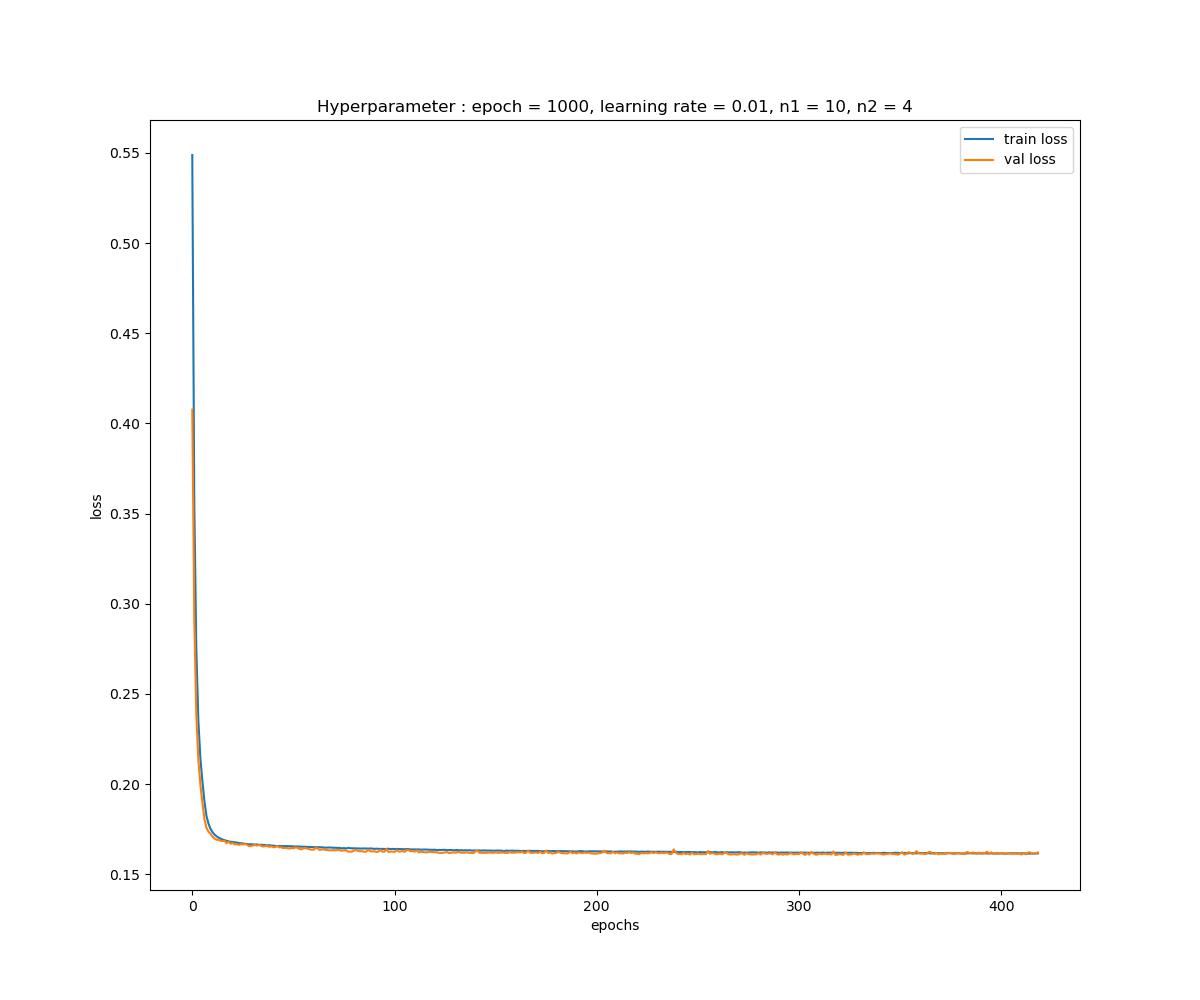 Hyperparameter : epoch = 1000, learning rate = 0.01, n1 = 10, n2 = 4
train loss
val loss
0.55
0.50
0.45
0.40
0.35
0.30
0.25
0.20
0.15
loss
0 100 200 300 400
epochs